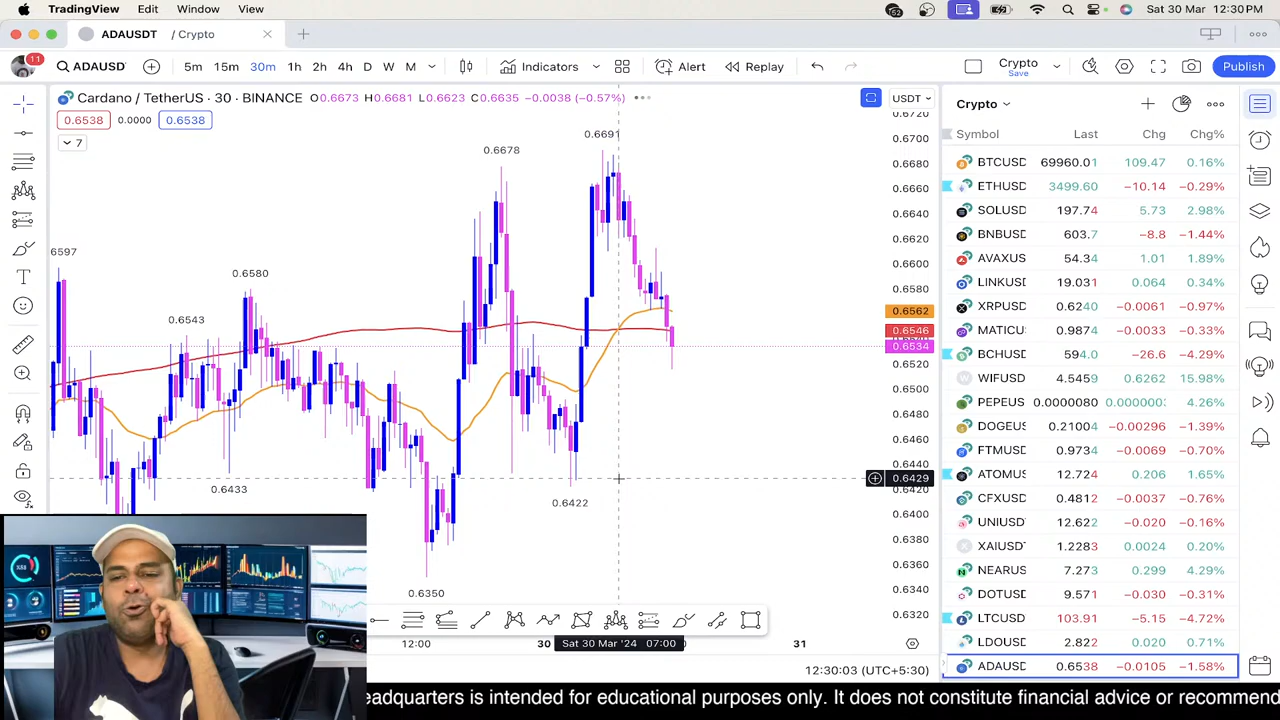 TradingView Edit Window View Sat 30 Mar 12:30 PM
ADAUSDT / Crypto
11 ADAUSD 5m 15m 30m 1h 2h 4h D W M Indicators Alert Replay Crypto Save Publish
Cardano / TetherUS · 30 · BINANCE O0.6673 H0.6681 L0.6623 C0.6635 −0.0038 (−0.57%) USDT
0.6538 0.0000 0.6538
7
Crypto
Symbol Last Chg Chg%
BTCUSD 69960.01 109.47 0.16%
ETHUSD 3499.60 −10.14 −0.29%
SOLUSD 197.74 5.73 2.98%
BNBUSD 603.7 −8.8 −1.44%
AVAXUS 54.34 1.01 1.89%
LINKUSD 19.031 0.064 0.34%
XRPUSD 0.6240 −0.0061 −0.97%
MATICU 0.9874 −0.0033 −0.33%
BCHUSD 594.0 −26.6 −4.29%
WIFUSD 4.5459 0.6262 15.98%
PEPEUS 0.0000080 0.000000 4.26%
DOGEUS 0.21004 −0.00296 −1.39%
FTMUSD 0.9734 −0.0069 −0.70%
ATOMUS 12.724 0.206 1.65%
CFXUSD 0.4812 −0.0037 −0.76%
UNIUSD 12.622 0.020 0.16%
XAIUSD 1.2283 0.0024 0.20%
NEARUS 7.273 0.299 4.29%
DOTUSD 9.571 −0.030 −0.31%
LTCUSD 103.91 −5.15 −4.72%
LDOUSD 2.822 0.020 0.71%
ADAUSD 0.6538 −0.0105 −1.58%
0.6720
0.6700
0.6680
0.6660
0.6640
0.6620
0.6600
0.6580
0.6562
0.6546
0.6534
0.6520
0.6500
0.6480
0.6460
0.6440
0.6429
0.6420
0.6400
0.6380
0.6360
0.6340
0.6320
0.6691
0.6678
6597
0.6580
0.6543
0.6433
0.6422
0.6350
12:00 30 Sat 30 Mar '24 07:00 31
12:30:03 (UTC+5:30)
eadquarters is intended for educational purposes only. It does not constitute financial advice or recommend